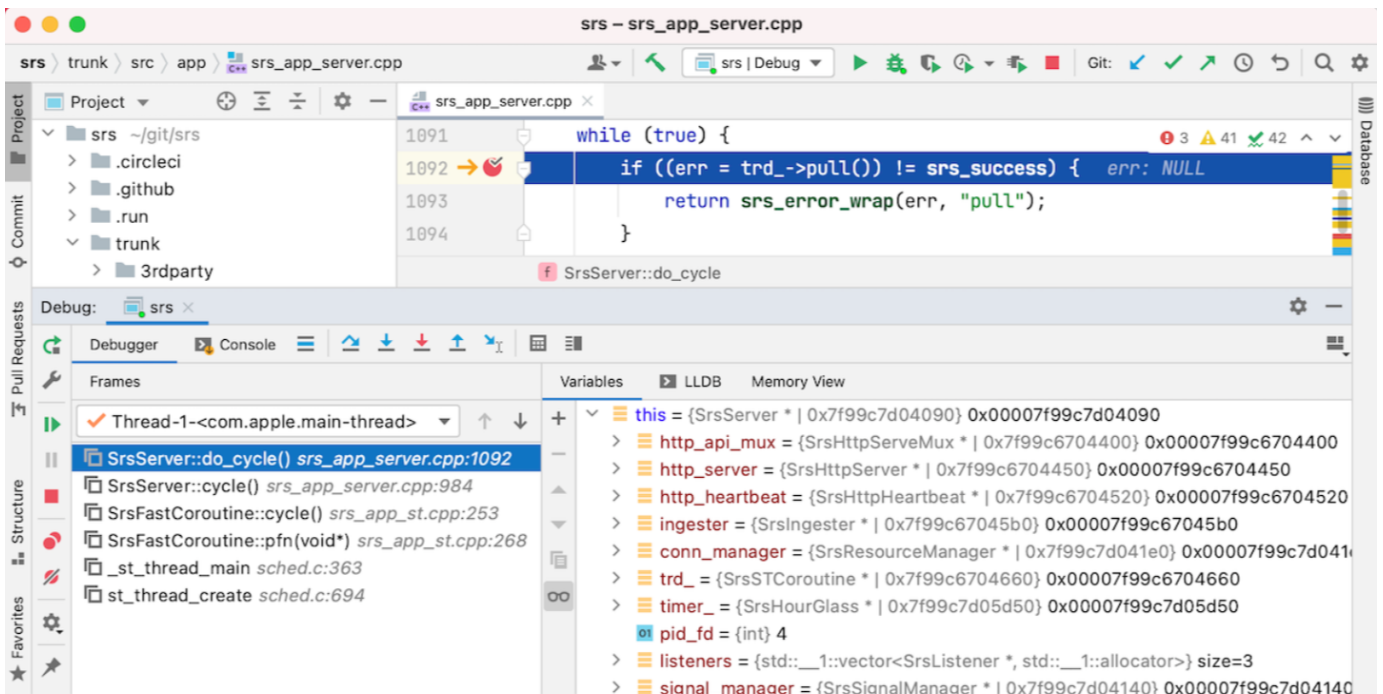 srs – srs_app_server.cpp
srs trunk src app srs_app_server.cpp srs | Debug Git:
Project srs_app_server.cpp
srs ~/git/srs
.circleci
.github
.run
trunk
3rdparty
1091 while (true) { 3 41 42
1092 if ((err = trd_->pull()) != srs_success) { err: NULL
1093 return srs_error_wrap(err, "pull");
1094 }
SrsServer::do_cycle
Project
Commit
Pull Requests
Structure
Favorites
Database
Debug: srs
Debugger Console
Frames
Thread-1-<com.apple.main-thread>
SrsServer::do_cycle() srs_app_server.cpp:1092
SrsServer::cycle() srs_app_server.cpp:984
SrsFastCoroutine::cycle() srs_app_st.cpp:253
SrsFastCoroutine::pfn(void*) srs_app_st.cpp:268
_st_thread_main sched.c:363
st_thread_create sched.c:694
Variables LLDB Memory View
this = {SrsServer * | 0x7f99c7d04090} 0x00007f99c7d04090
http_api_mux = {SrsHttpServeMux * | 0x7f99c6704400} 0x00007f99c6704400
http_server = {SrsHttpServer * | 0x7f99c6704450} 0x00007f99c6704450
http_heartbeat = {SrsHttpHeartbeat * | 0x7f99c6704520} 0x00007f99c6704520
ingester = {SrsIngester * | 0x7f99c67045b0} 0x00007f99c67045b0
conn_manager = {SrsResourceManager * | 0x7f99c7d041e0} 0x00007f99c7d041
trd_ = {SrsSTCoroutine * | 0x7f99c6704660} 0x00007f99c6704660
timer_ = {SrsHourGlass * | 0x7f99c7d05d50} 0x00007f99c7d05d50
01 pid_fd = {int} 4
listeners = {std::__1::vector<SrsListener *, std::__1::allocator>} size=3
signal_manager = {SrsSignalManager * | 0x7f99c7d04140} 0x00007f99c7d04140